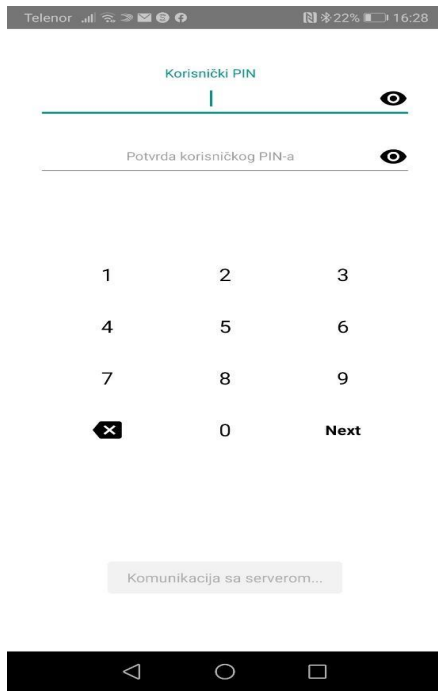 Telenor 22% 16:28
Korisnički PIN
Potvrda korisničkog PIN-a
1 2 3
4 5 6
7 8 9
0 Next
Komunikacija sa serverom...